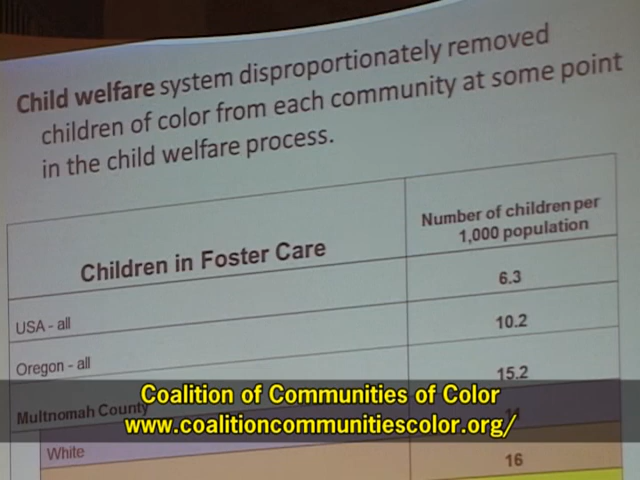 Child welfare system disproportionately removed
children of color from each community at some point
in the child welfare process.
Children in Foster Care
Number of children per
1,000 population
USA - all
6.3
Oregon - all
10.2
Multnomah County
15.2
White
14
16
Coalition of Communities of Color
www.coalitioncommunitiescolor.org/